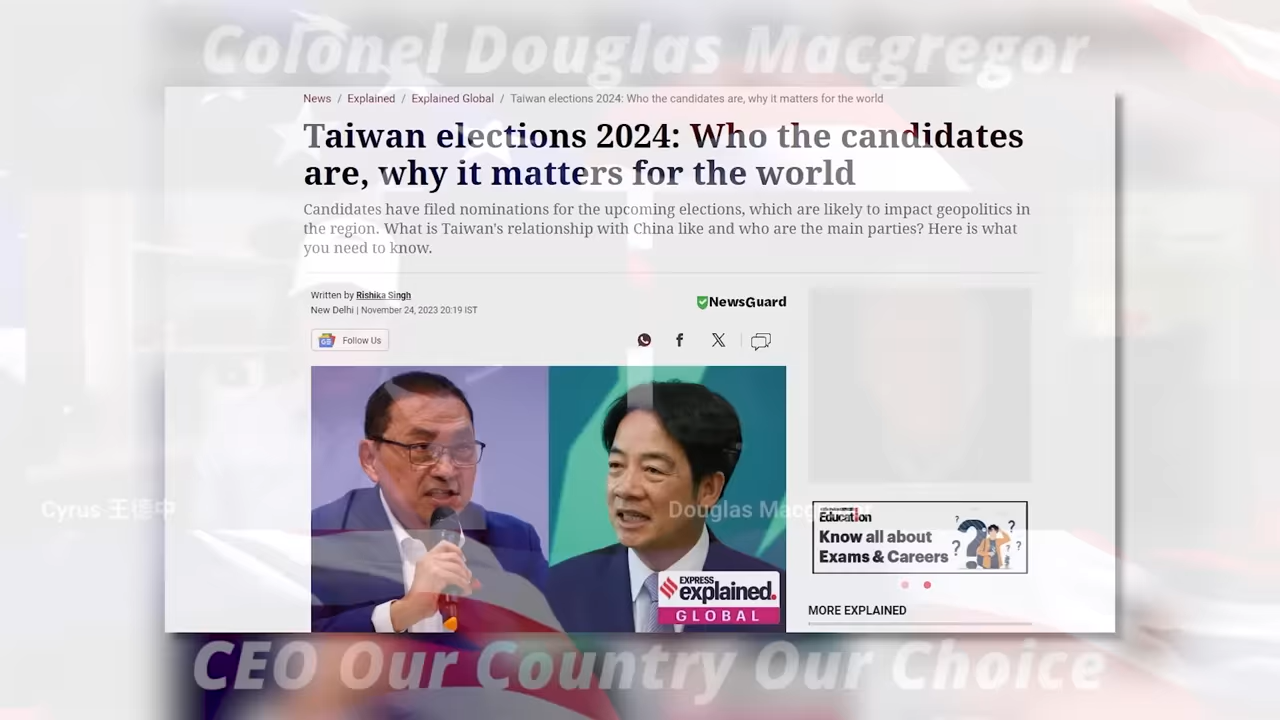 Colonel Douglas Macgregor
News / Explained / Explained Global / Taiwan elections 2024: Who the candidates are, why it matters for the world
Taiwan elections 2024: Who the candidates
are, why it matters for the world
Candidates have filed nominations for the upcoming elections, which are likely to impact geopolitics in
the region. What is Taiwan's relationship with China like and who are the main parties? Here is what
you need to know.
Written by Rishika Singh
New Delhi | November 24, 2023 20:19 IST
NewsGuard
Follow Us
Cyrus 王德中
Douglas Macgregor
EXPRESS
explained.
GLOBAL
Education
Know all about
Exams & Careers
MORE EXPLAINED
CEO Our Country Our Choice